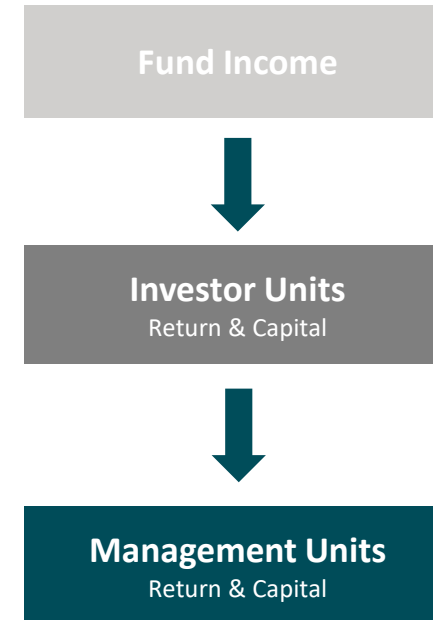 Fund Income
Investor Units
Return & Capital
Management Units
Return & Capital